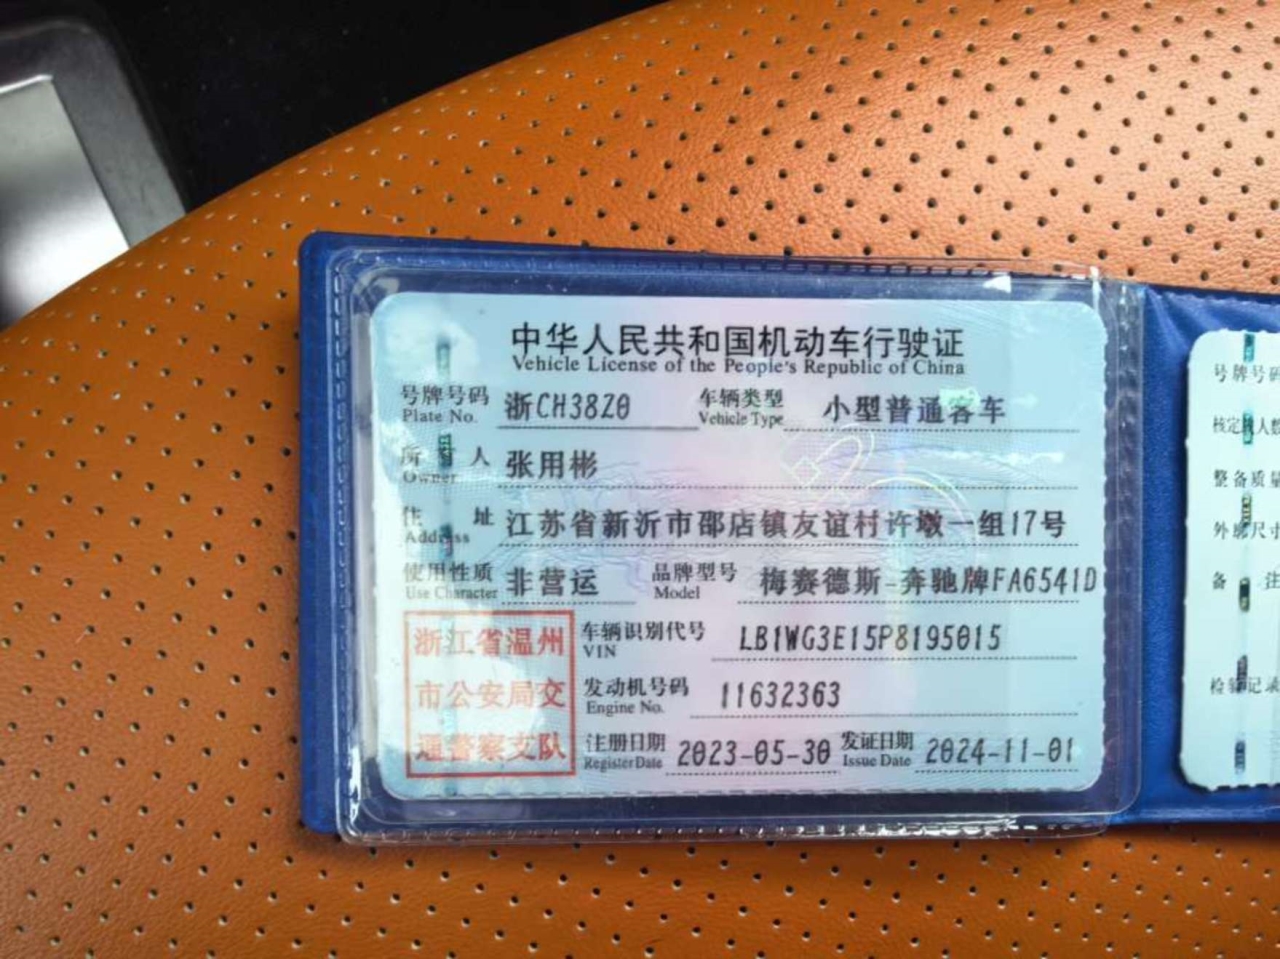 中华人民共和国机动车行驶证
Vehicle License of the People's Republic of China
号牌号码 浙CH38Z0 车辆类型 小型普通客车
Plate No. Vehicle Type
所有人 张用彬
Owner
住址 江苏省新沂市邵店镇友谊村许墩一组17号
Address
使用性质 非营运 品牌型号 梅赛德斯-奔驰牌FA6541D
Use Character Model
浙江省温州
市公安局交
通警察支队
车辆识别代号 LB1WG3E15P8195015
VIN
发动机号码 11632363
Engine No.
注册日期 2023-05-30 发证日期 2024-11-01
Register Date Issue Date
号牌号码
核定载人数
整备质量
外廓尺寸
备注
检验记录